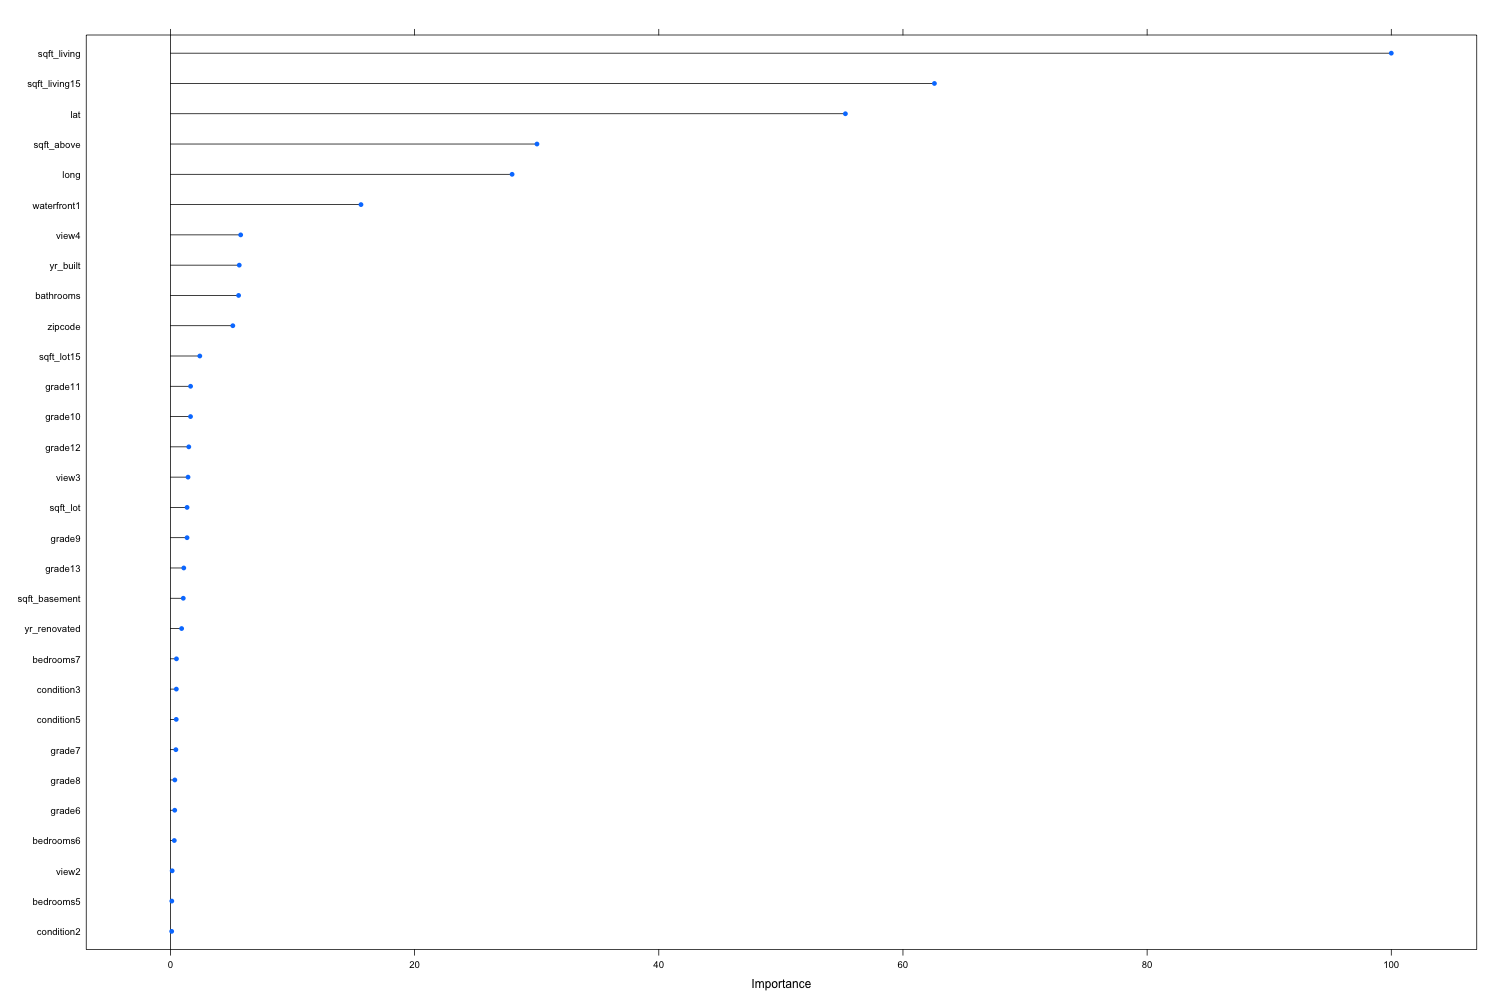 sqft_living
sqft_living15
lat
sqft_above
long
waterfront1
view4
yr_built
bathrooms
zipcode
sqft_lot15
grade11
grade10
grade12
view3
sqft_lot
grade9
grade13
sqft_basement
yr_renovated
bedrooms7
condition3
condition5
grade7
grade8
grade6
bedrooms6
view2
bedrooms5
condition2
0 20 40 60 80 100
Importance